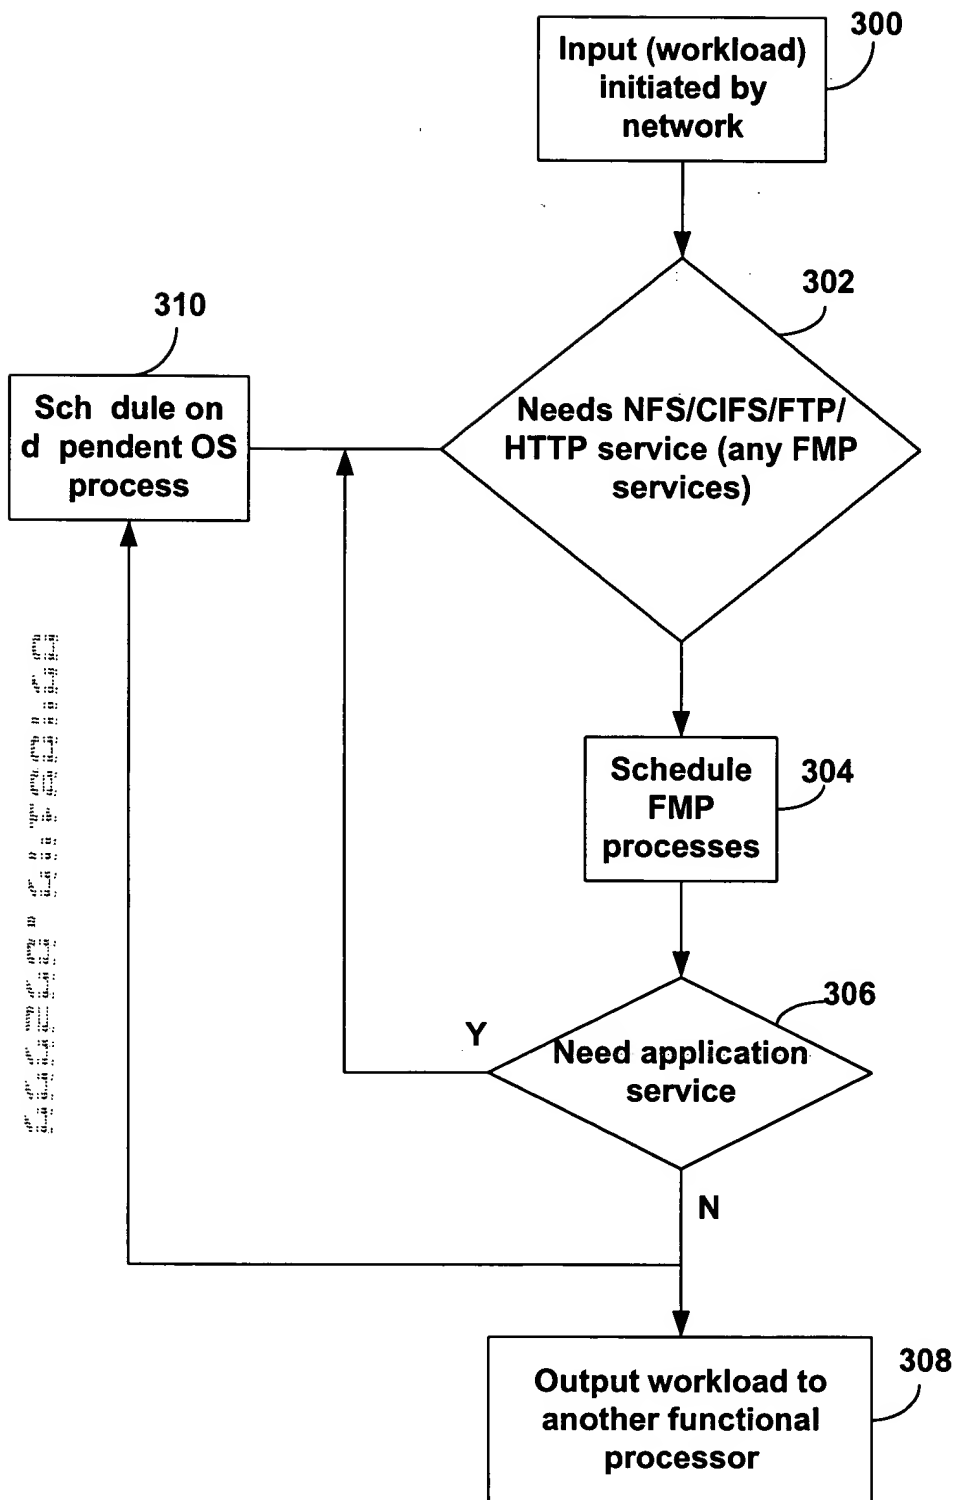 300
Input (workload)
initiated by
network
302
310
Sch dule on
d pendent OS
process
Needs NFS/CIFS/FTP/
HTTP service (any FMP
services)
Schedule
FMP
processes
304
306
Y
Need application
service
N
308
Output workload to
another functional
processor